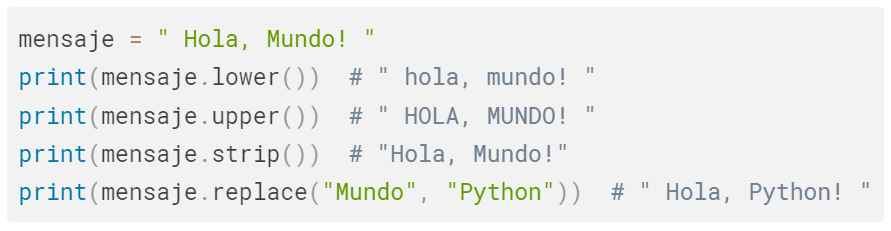 mensaje = " Hola, Mundo! "
print(mensaje.lower())  # " hola, mundo! "
print(mensaje.upper())  # " HOLA, MUNDO! "
print(mensaje.strip())  # "Hola, Mundo!"
print(mensaje.replace("Mundo", "Python"))  # " Hola, Python! "